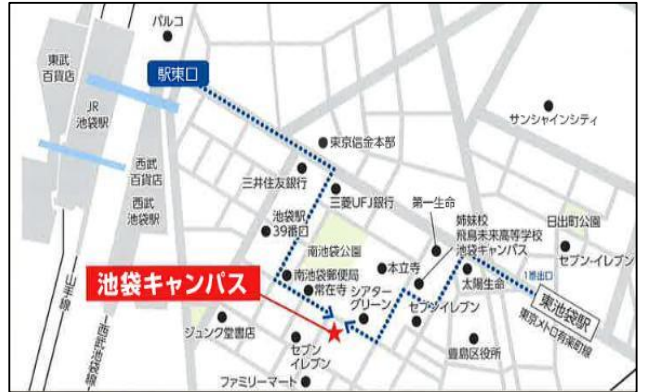 パルコ
東武
百貨店
駅東口
JR
池袋駅
サンシャインシティ
東京信金本部
西武
百貨店
三井住友銀行
三菱UFJ銀行
第一生命
西武
池袋駅
池袋駅
39番口
姉妹校
飛鳥未来高等学校
池袋キャンパス
日出町公園
南池袋公園
セブン-イレブン
本立寺
1番出口
池袋キャンパス
南池袋郵便局
太陽生命
東池袋駅
常在寺
シアター
グリーン
セブンイレブン
東京メトロ有楽町線
山手線
西武池袋線
ジュンク堂書店
セブン
イレブン
豊島区役所
ファミリーマート